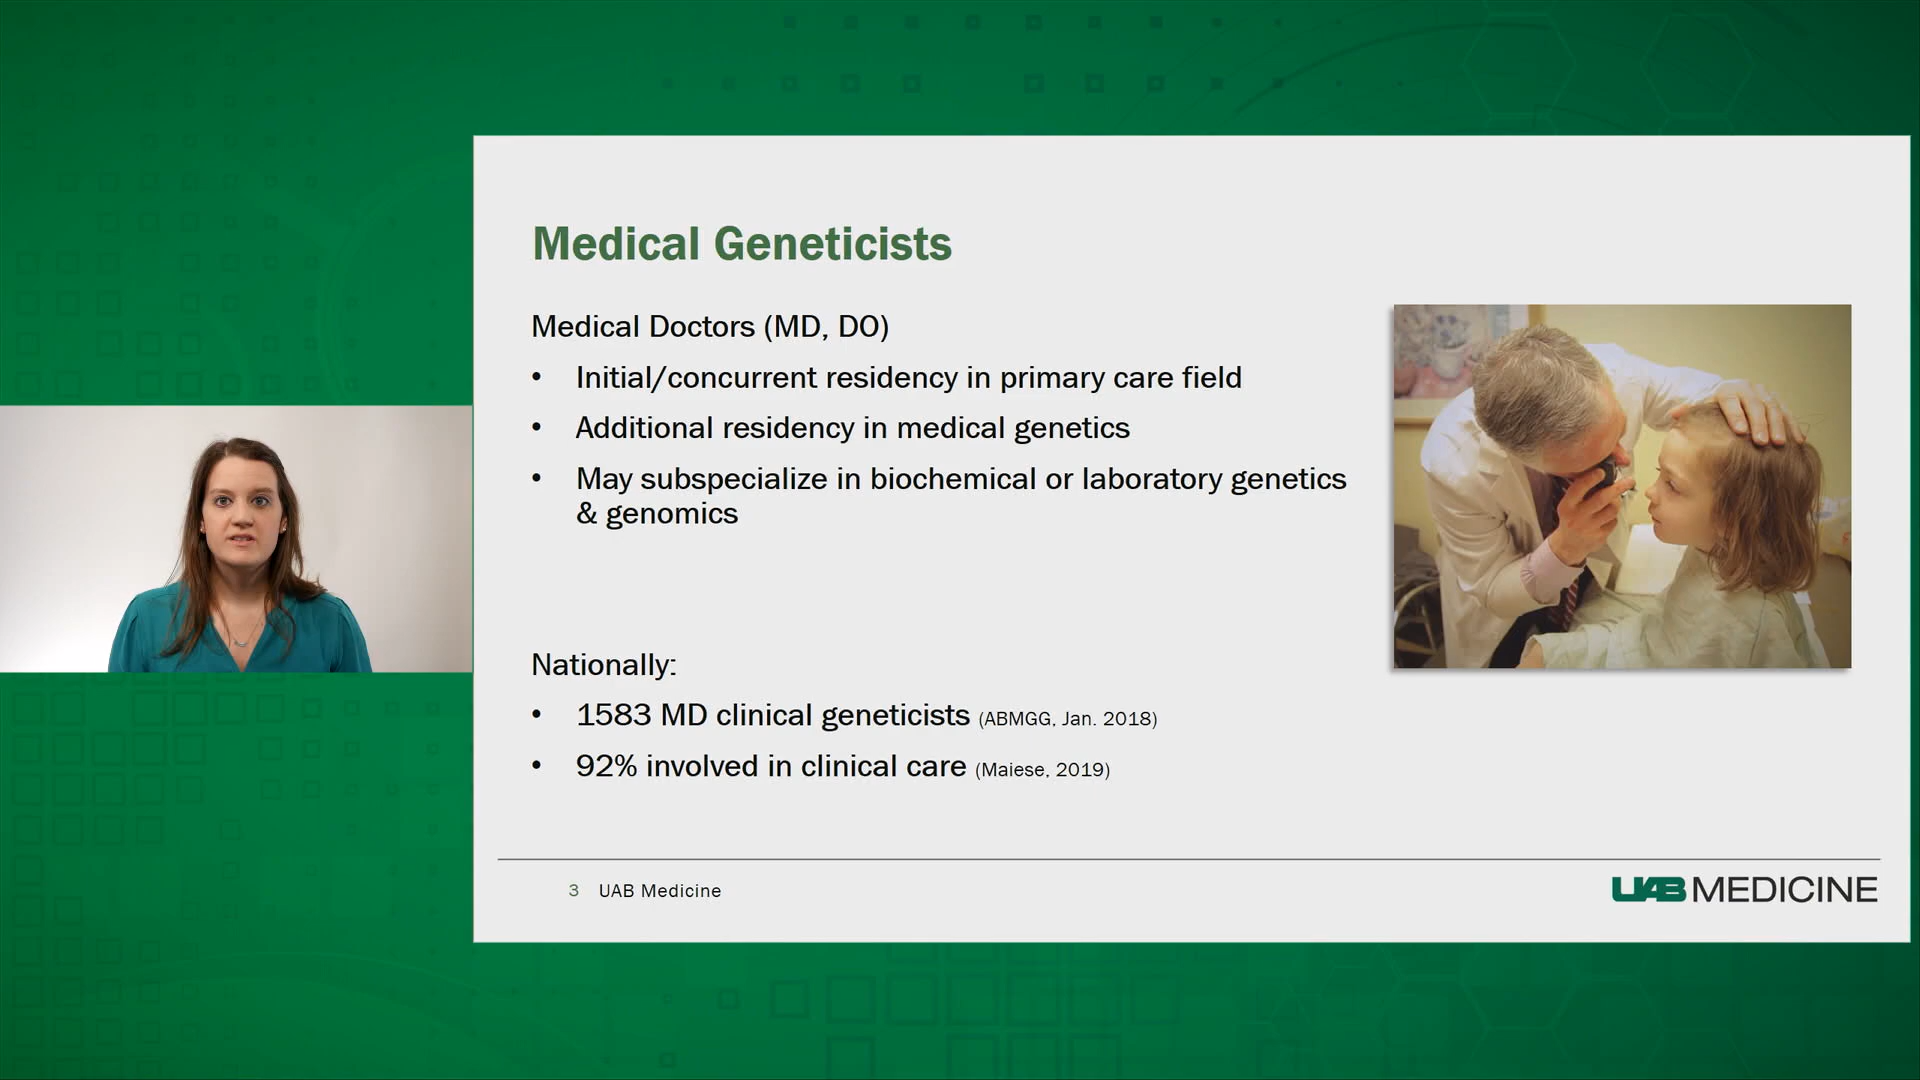 Medical Geneticists
Medical Doctors (MD, DO)
• Initial/concurrent residency in primary care field
• Additional residency in medical genetics
• May subspecialize in biochemical or laboratory genetics
& genomics
Nationally:
• 1583 MD clinical geneticists (ABMGG, Jan. 2018)
• 92% involved in clinical care (Maiese, 2019)
3 UAB Medicine
UAB MEDICINE